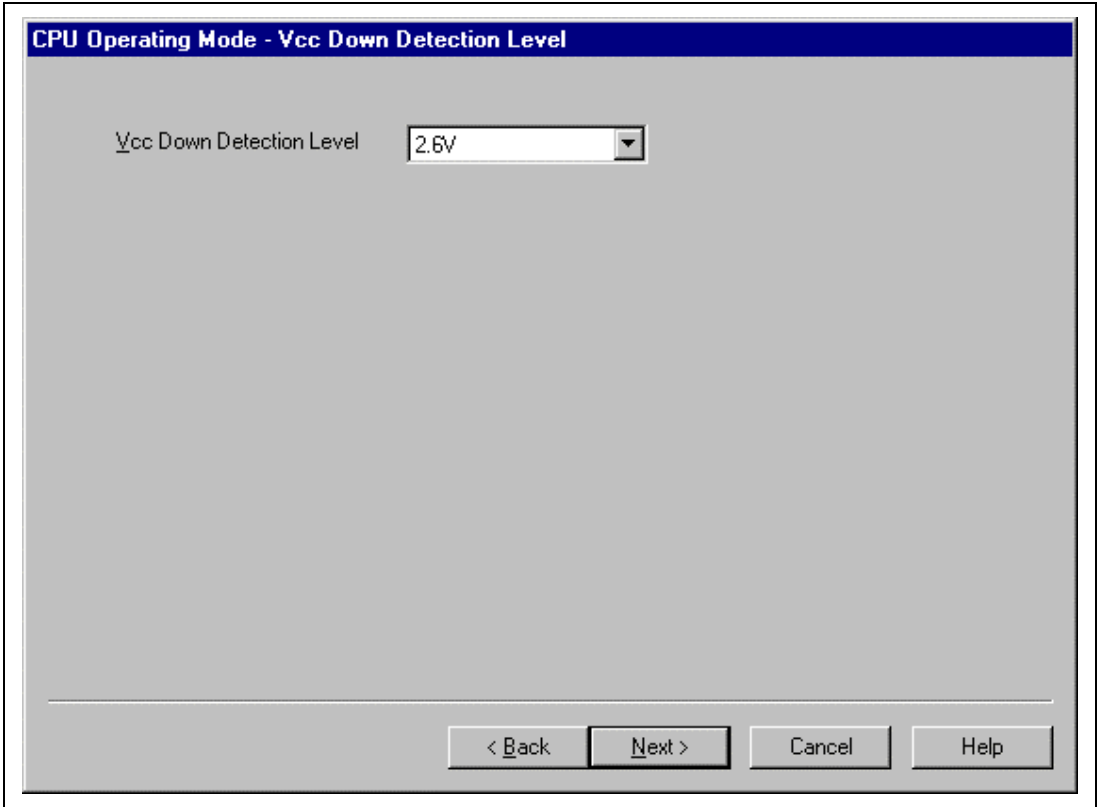 CPU Operating Mode - Vcc Down Detection Level
Vcc Down Detection Level 2.6V
< Back Next > Cancel Help